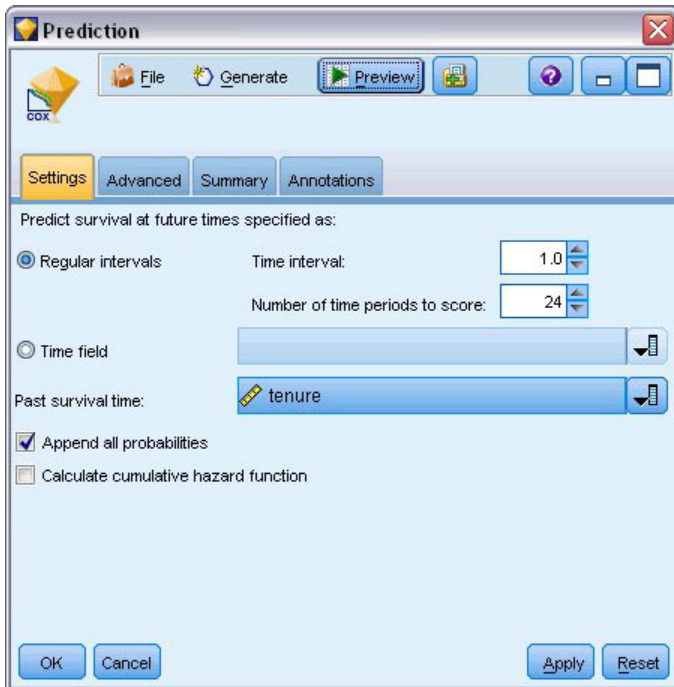 Prediction
File Generate Preview
COX
Settings Advanced Summary Annotations
Predict survival at future times specified as:
Regular intervals Time interval: 1.0
Number of time periods to score: 24
Time field
Past survival time: tenure
Append all probabilities
Calculate cumulative hazard function
OK Cancel Apply Reset